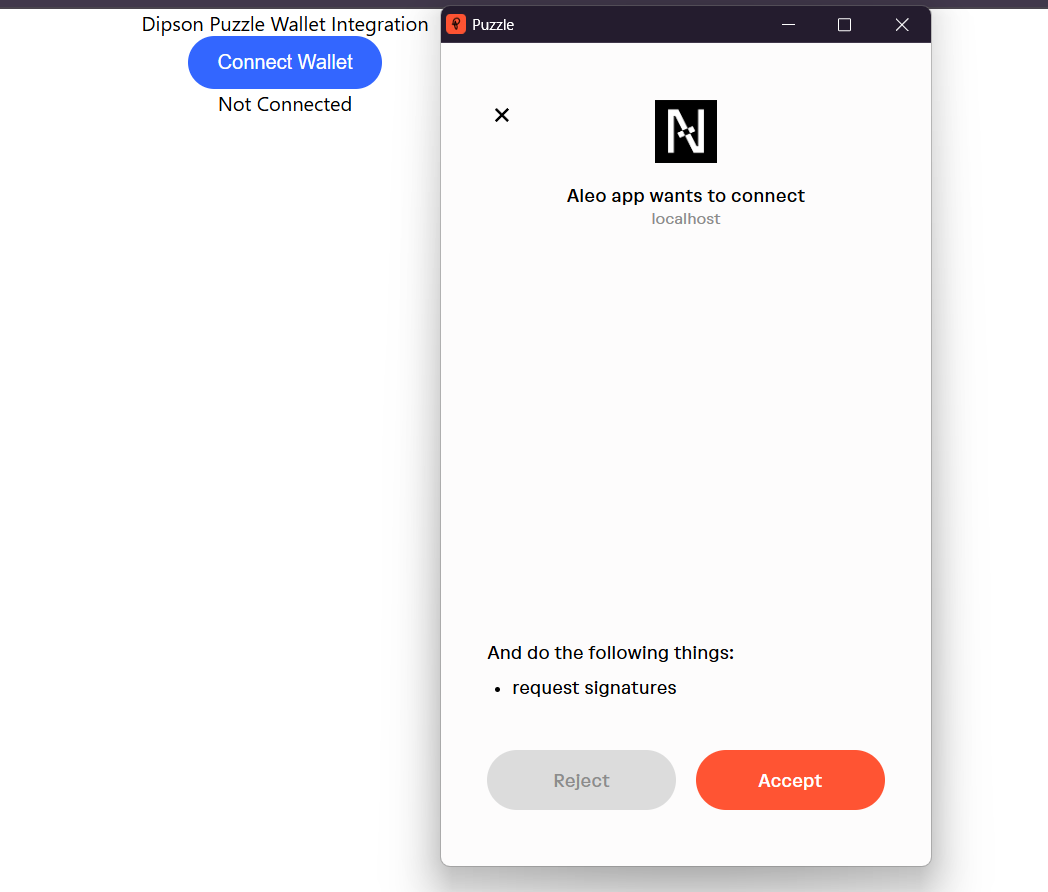 Dipson Puzzle Wallet Integration
Connect Wallet
Not Connected
Puzzle
Aleo app wants to connect
localhost
And do the following things:
• request signatures
Reject
Accept